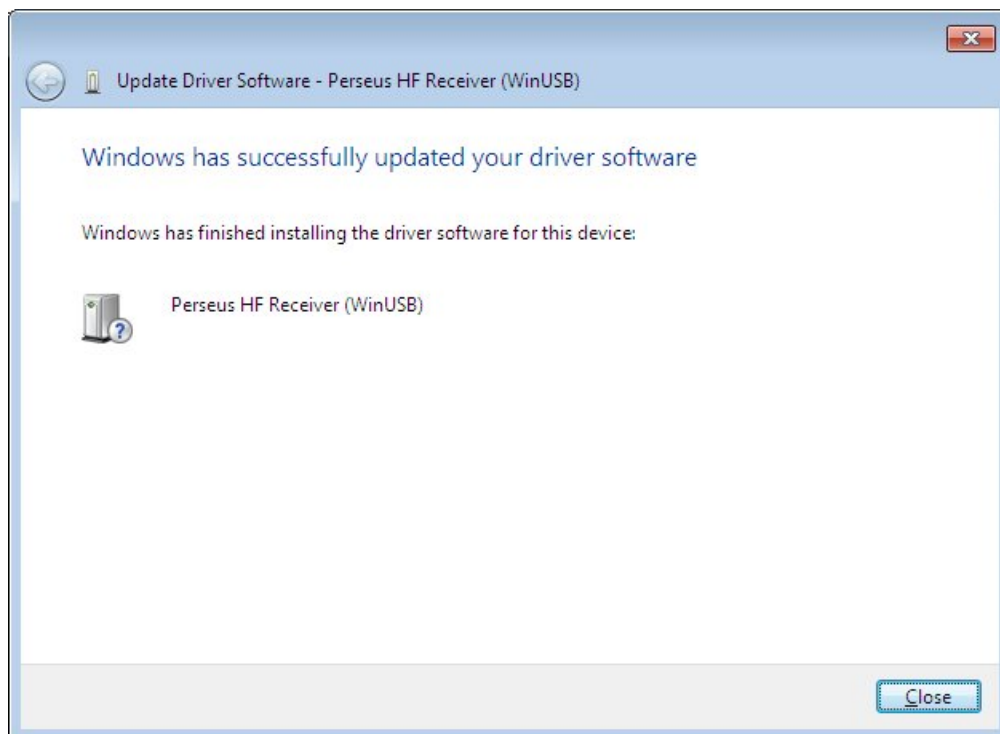 Update Driver Software - Perseus HF Receiver (WinUSB)
Windows has successfully updated your driver software
Windows has finished installing the driver software for this device:
Perseus HF Receiver (WinUSB)
Close